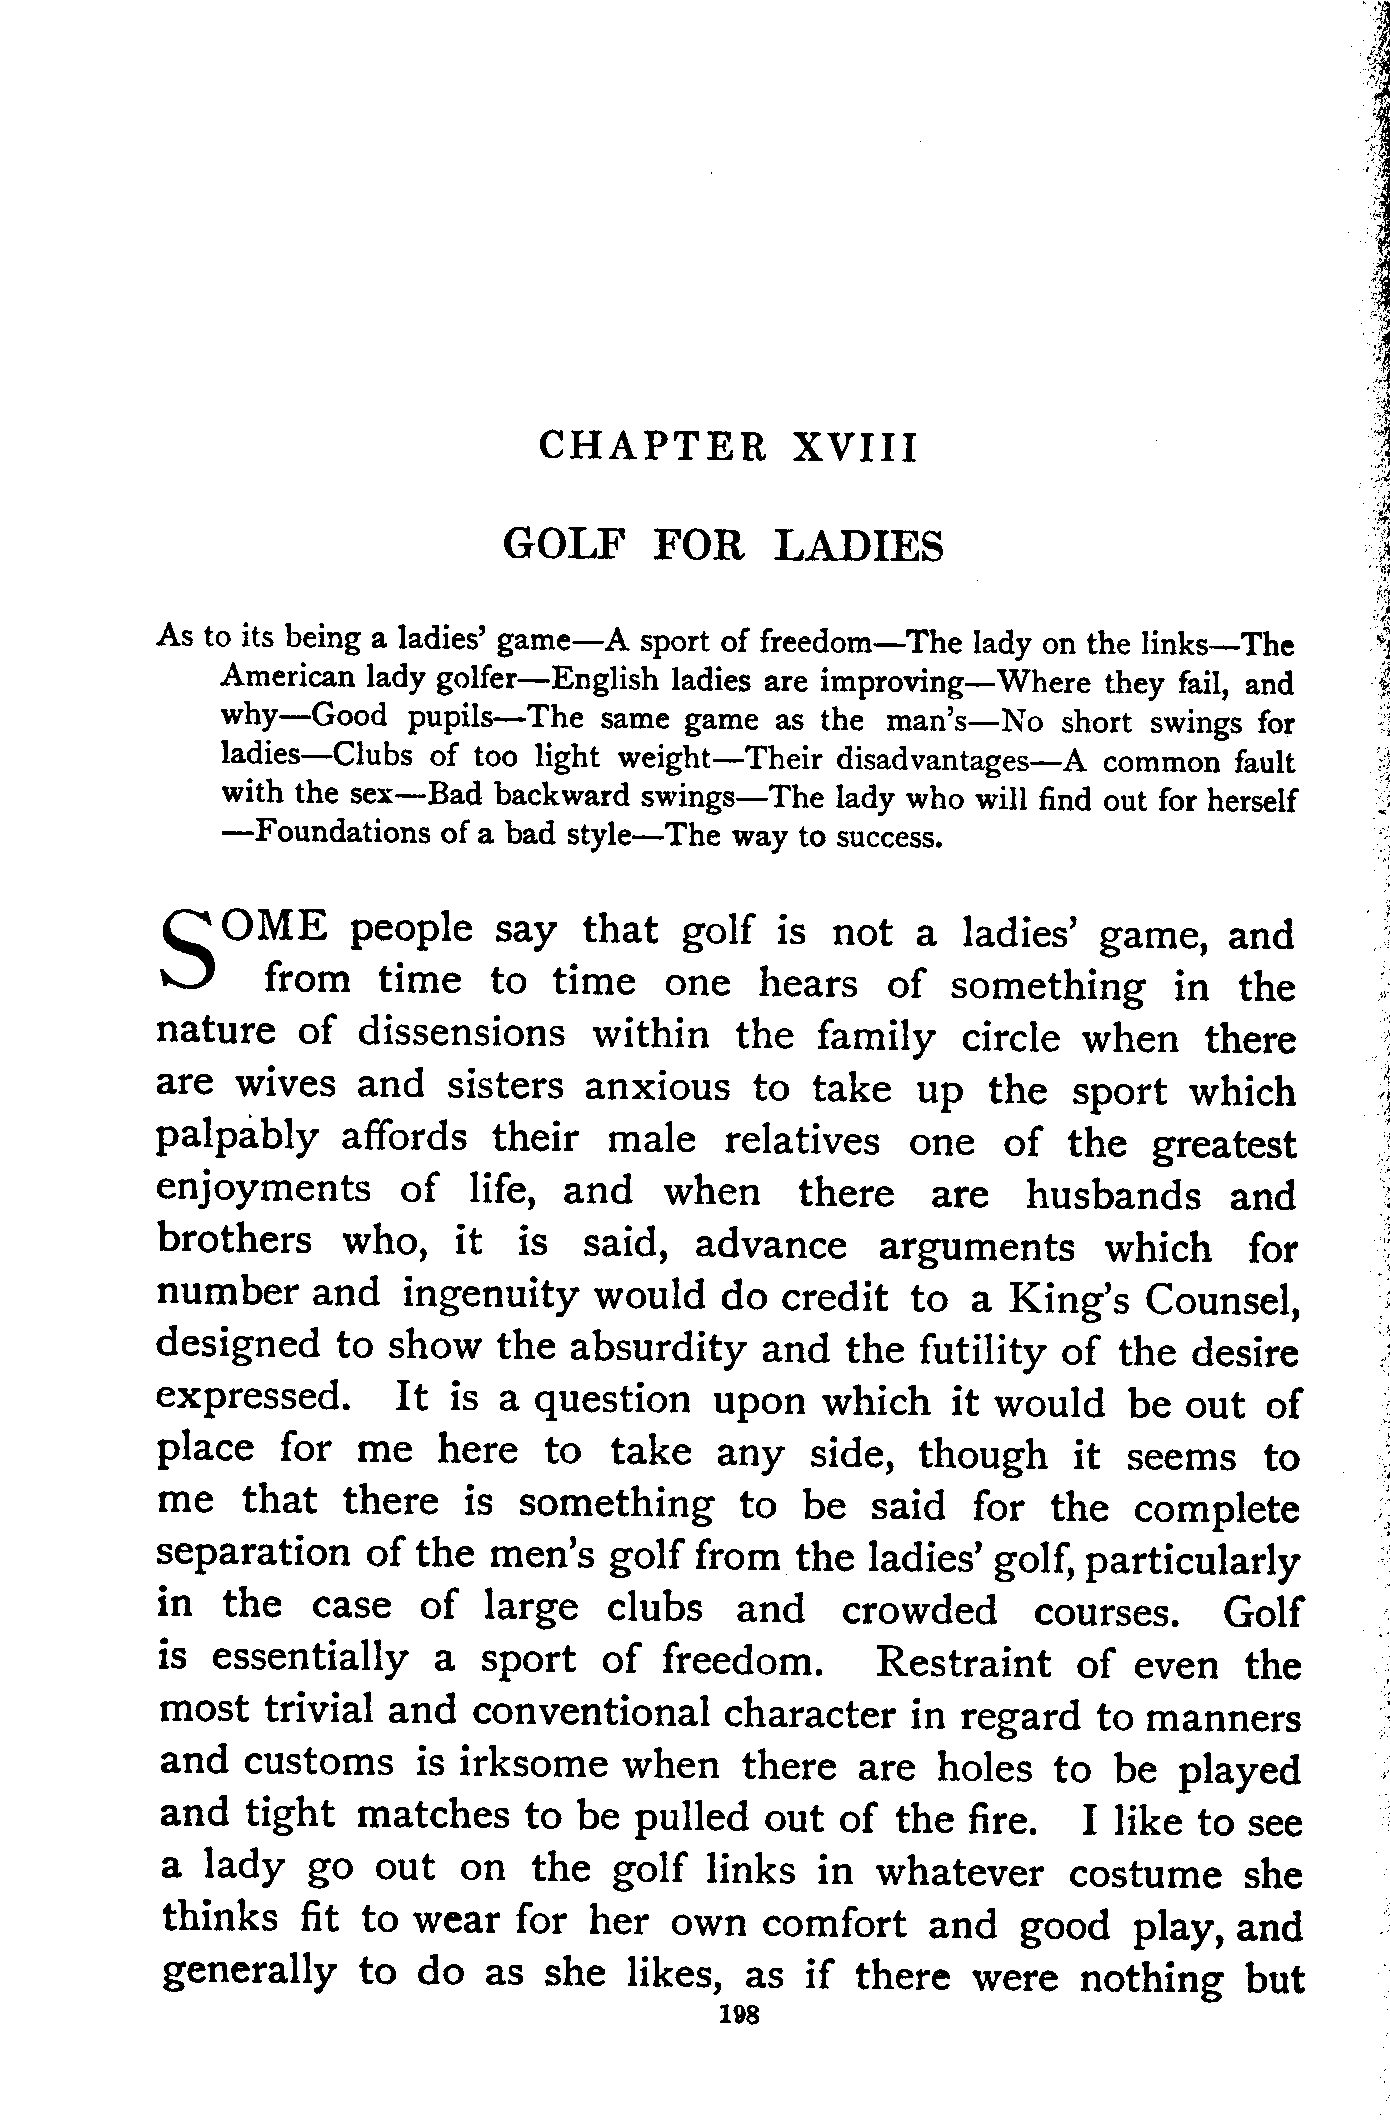 CHAPTER XVIII
GOLF FOR LADIES
As to its being a ladies' game—A sport of freedom—The lady on the links—The
American lady golfer—English ladies are improving—Where they fail, and
why—Good pupils—The same game as the man's—No short swings for
ladies—Clubs of too light weight—Their disadvantages—A common fault
with the sex—Bad backward swings—The lady who will find out for herself
—Foundations of a bad style—The way to success.
SOME people say that golf is not a ladies' game, and
from time to time one hears of something in the
nature of dissensions within the family circle when there
are wives and sisters anxious to take up the sport which
palpably affords their male relatives one of the greatest
enjoyments of life, and when there are husbands and
brothers who, it is said, advance arguments which for
number and ingenuity would do credit to a King's Counsel,
designed to show the absurdity and the futility of the desire
expressed. It is a question upon which it would be out of
place for me here to take any side, though it seems to
me that there is something to be said for the complete
separation of the men's golf from the ladies' golf, particularly
in the case of large clubs and crowded courses. Golf
is essentially a sport of freedom. Restraint of even the
most trivial and conventional character in regard to manners
and customs is irksome when there are holes to be played
and tight matches to be pulled out of the fire. I like to see
a lady go out on the golf links in whatever costume she
thinks fit to wear for her own comfort and good play, and
generally to do as she likes, as if there were nothing but
198